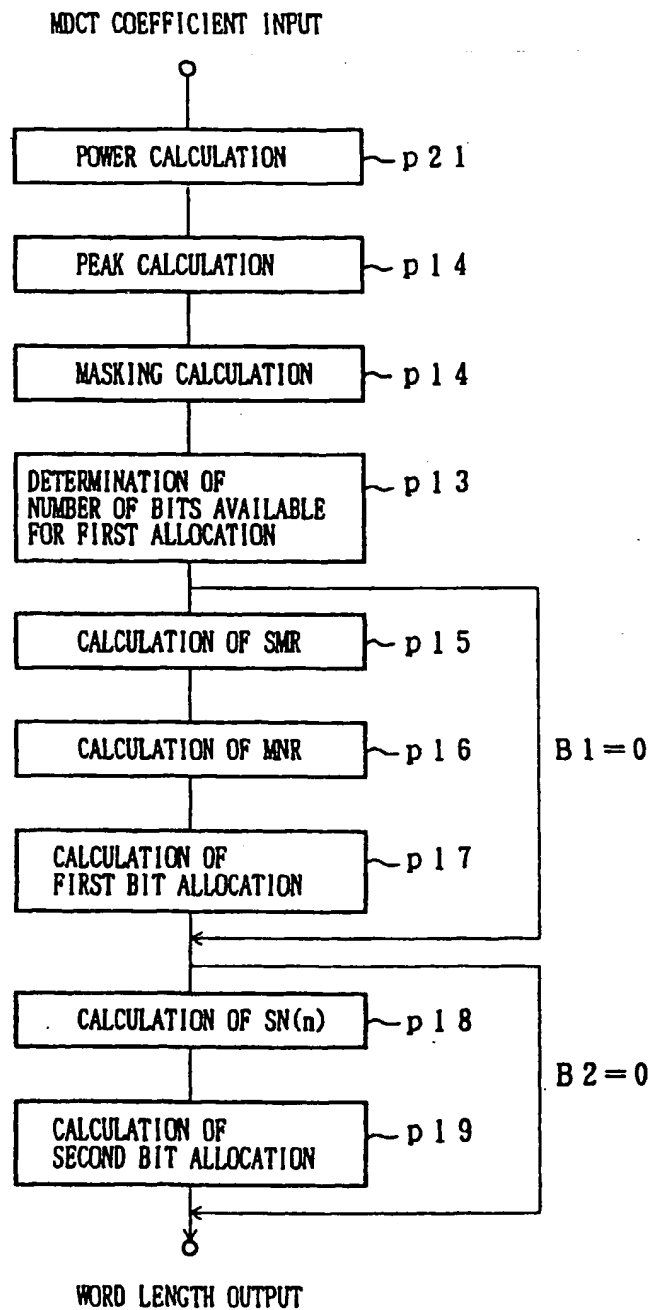 MDCT COEFFICIENT INPUT
POWER CALCULATION
p21
PEAK CALCULATION
p14
MASKING CALCULATION
p14
DETERMINATION OF
NUMBER OF BITS AVAILABLE
FOR FIRST ALLOCATION
p13
CALCULATION OF SMR
p15
CALCULATION OF MNR
p16
B1=0
CALCULATION OF
FIRST BIT ALLOCATION
p17
CALCULATION OF SN(n)
p18
B2=0
CALCULATION OF
SECOND BIT ALLOCATION
p19
WORD LENGTH OUTPUT